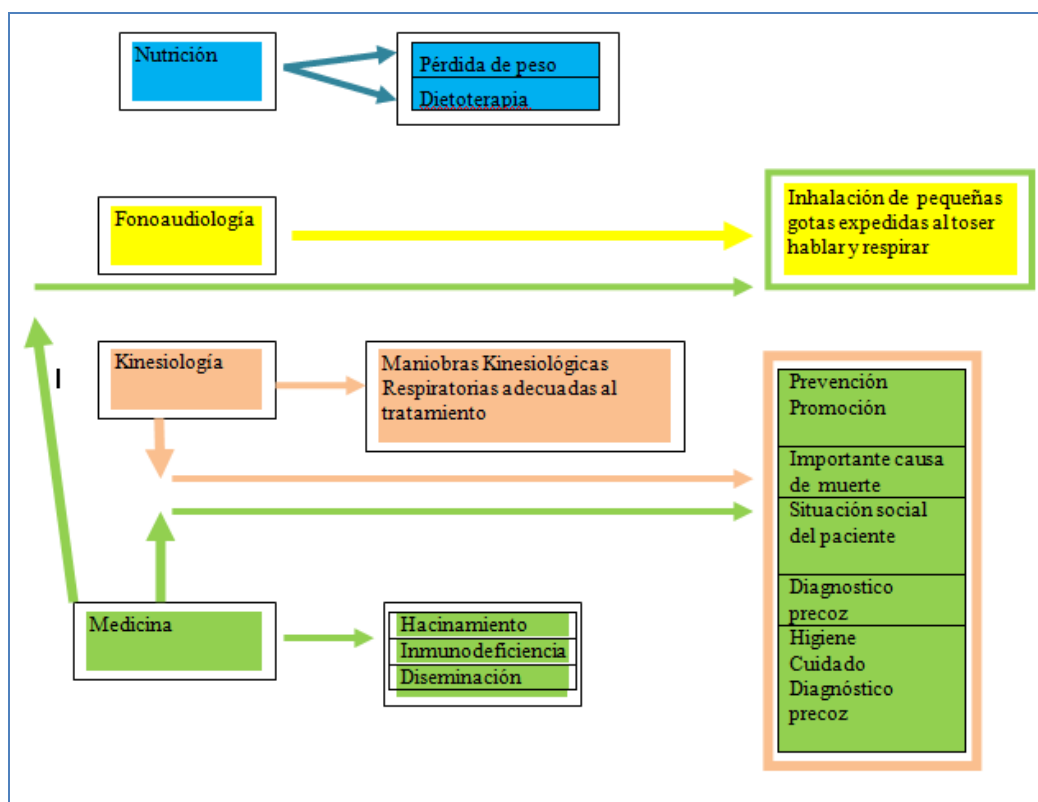 Nutrición
Pérdida de peso
Dietoterapia
Fonoaudiología
Inhalación de pequeñas
gotas expedidas al toser
hablar y respirar
Kinesiología
Maniobras Kinesiológicas
Respiratorias adecuadas al
tratamiento
Prevención
Promoción
Importante causa
de muerte
Situación social
del paciente
Diagnostico
precoz
Higiene
Cuidado
Diagnóstico
precoz
Medicina
Hacinamiento
Inmunodeficiencia
Diseminación